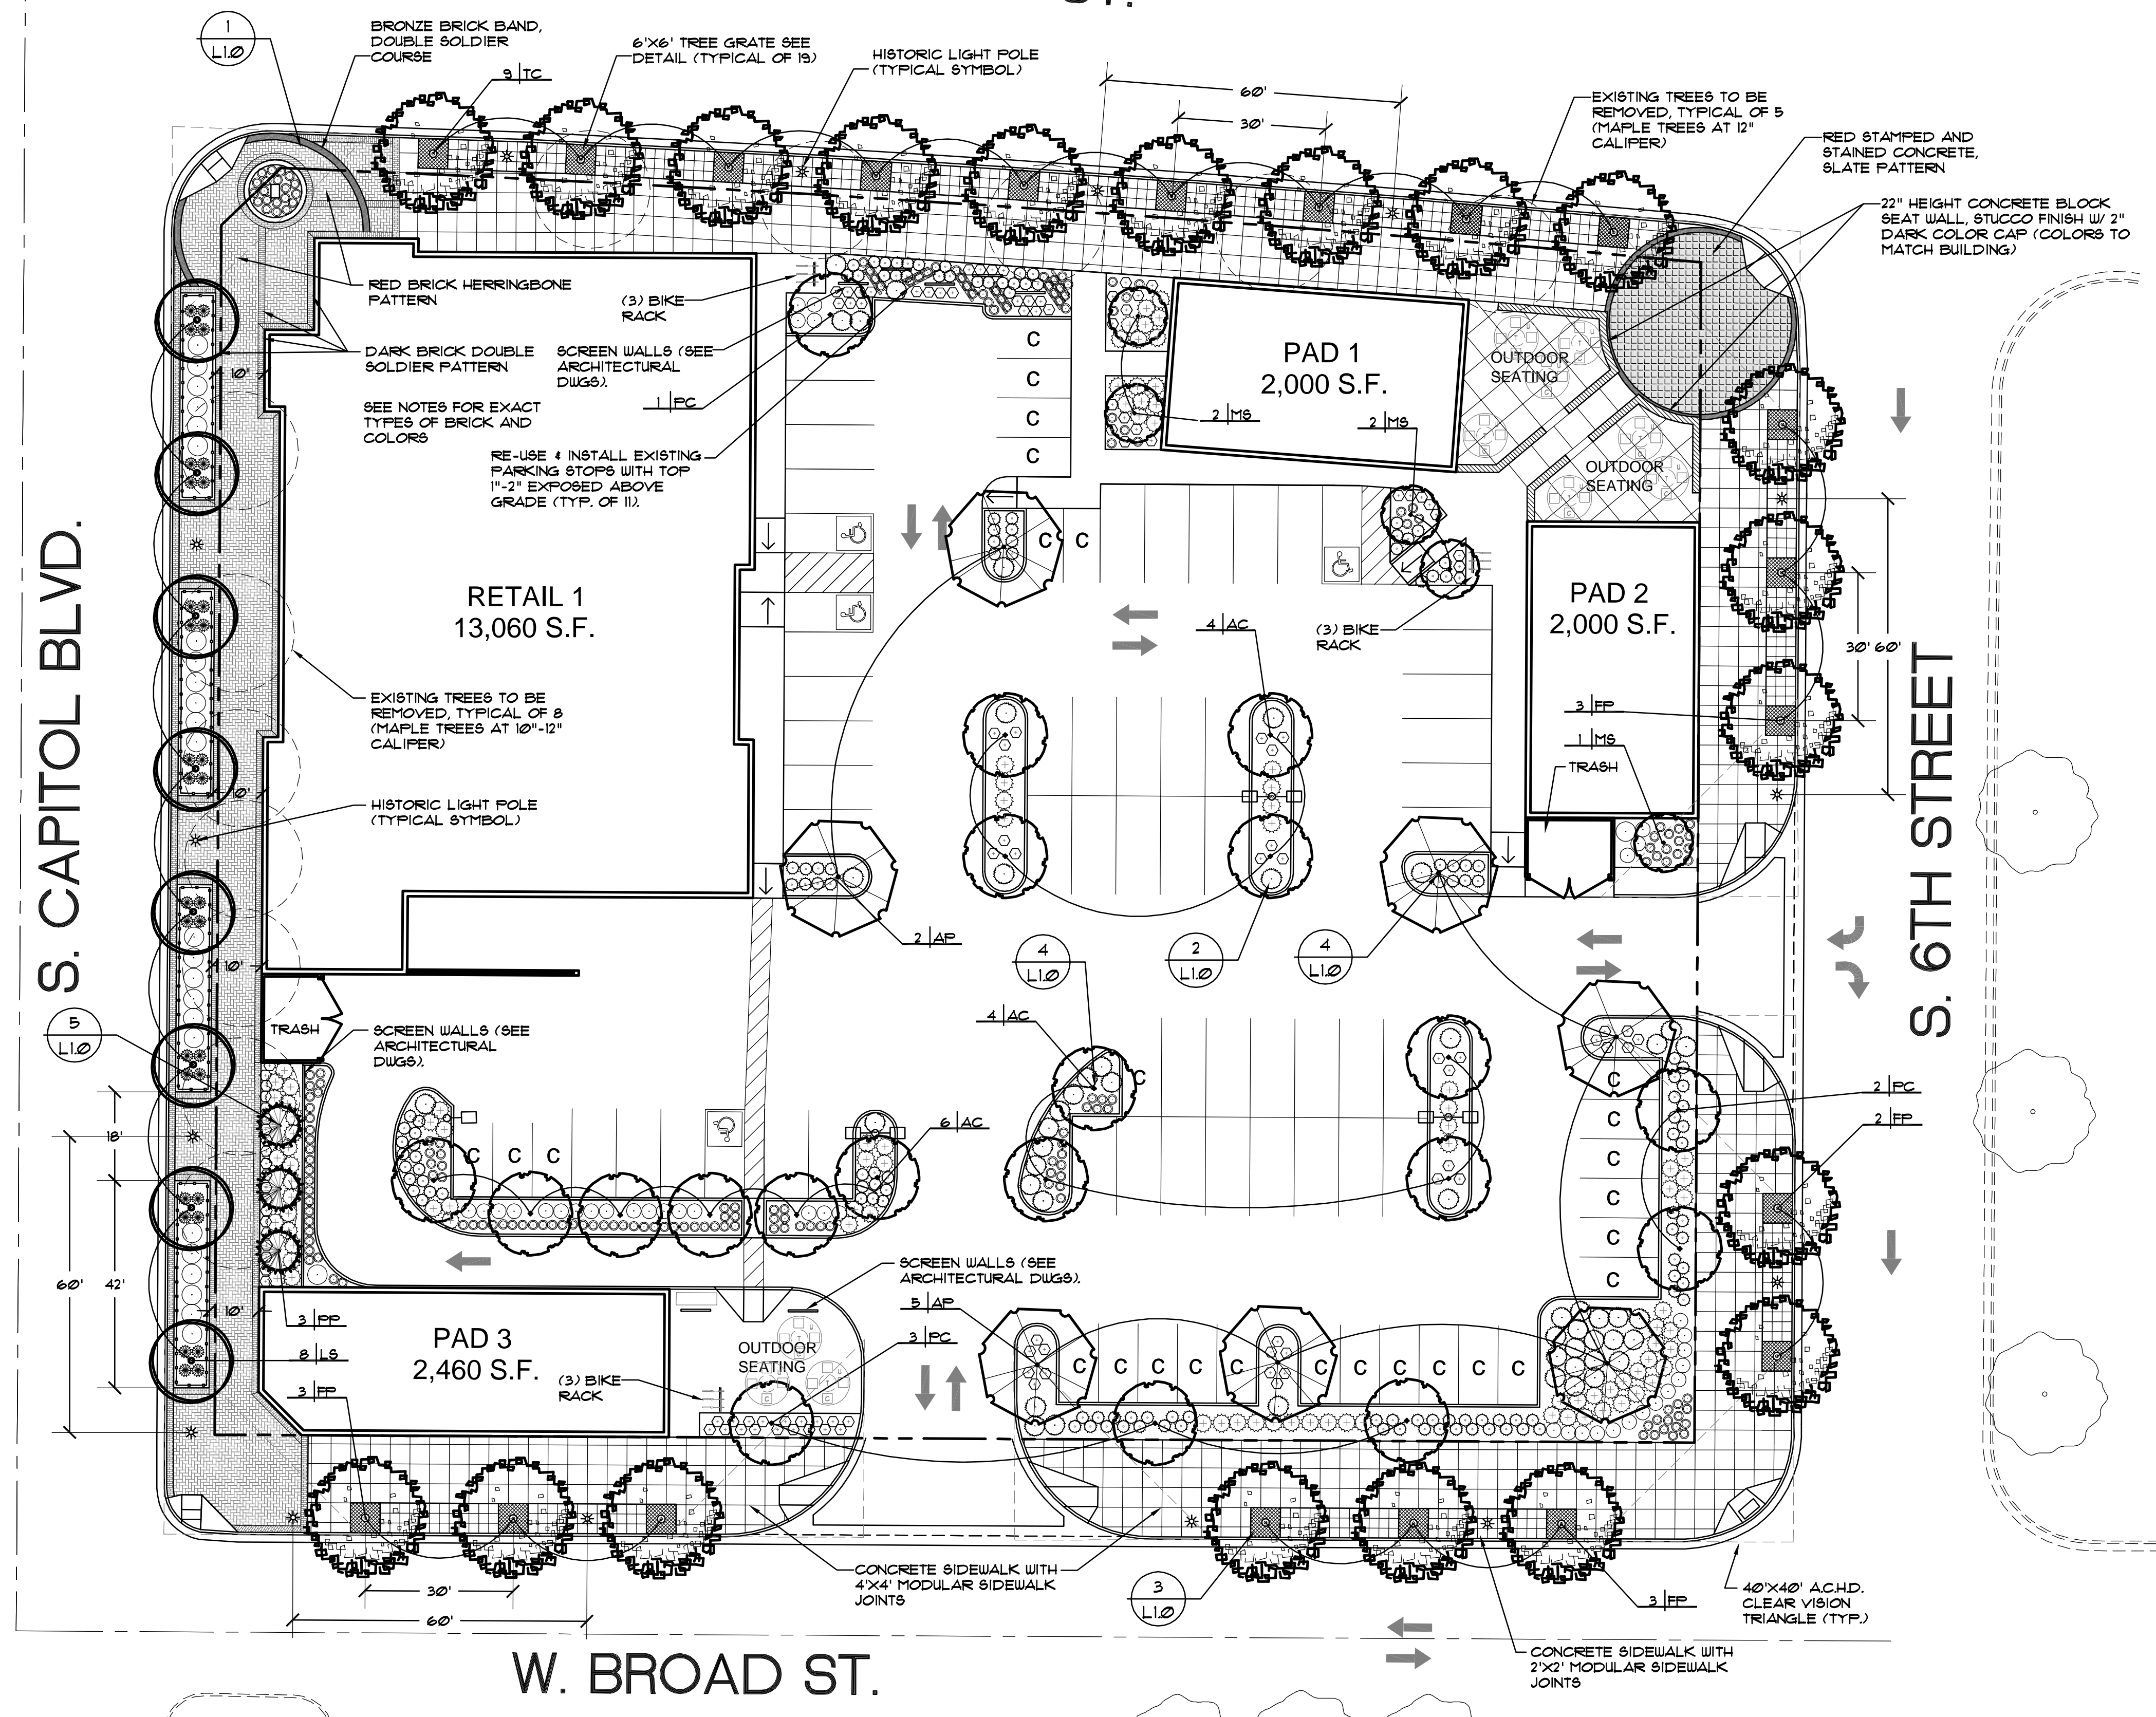 ST.
1
L1.0
BRONZE BRICK BAND,
DOUBLE SOLDIER
COURSE
9 | TC
6'X6' TREE GRATE SEE
DETAIL (TYPICAL OF 19)
HISTORIC LIGHT POLE
(TYPICAL SYMBOL)
60'
30'
EXISTING TREES TO BE
REMOVED, TYPICAL OF 5
(MAPLE TREES AT 12"
CALIPER)
RED STAMPED AND
STAINED CONCRETE,
SLATE PATTERN
22" HEIGHT CONCRETE BLOCK
SEAT WALL, STUCCO FINISH W/ 2"
DARK COLOR CAP (COLORS TO
MATCH BUILDING)
RED BRICK HERRINGBONE
PATTERN
(3) BIKE
RACK
DARK BRICK DOUBLE
SOLDIER PATTERN
SCREEN WALLS (SEE
ARCHITECTURAL
DWGS).
10'
1 | PC
SEE NOTES FOR EXACT
TYPES OF BRICK AND
COLORS
RE-USE & INSTALL EXISTING
PARKING STOPS WITH TOP
1"-2" EXPOSED ABOVE
GRADE (TYP. OF 11).
C
C
C
C
PAD 1
2,000 S.F.
2 | MS
2 | MS
OUTDOOR
SEATING
OUTDOOR
SEATING
C C
S. CAPITOL BLVD.
RETAIL 1
13,060 S.F.
4 | AC
(3) BIKE
RACK
PAD 2
2,000 S.F.
3 | FP
1 | MS
TRASH
30' 60'
S. 6TH STREET
EXISTING TREES TO BE
REMOVED, TYPICAL OF 8
(MAPLE TREES AT 10"-12"
CALIPER)
10'
HISTORIC LIGHT POLE
(TYPICAL SYMBOL)
2 | AP
4
L1.0
2
L1.0
4
L1.0
10'
5
L1.0
TRASH
SCREEN WALLS (SEE
ARCHITECTURAL
DWGS).
4 | AC
C
6 | AC
2 | PC
2 | FP
C
C
C
C
C
C
C C C
18'
60'
42'
10'
3 | PP
8 | LS
3 | FP
PAD 3
2,460 S.F.
(3) BIKE
RACK
OUTDOOR
SEATING
SCREEN WALLS (SEE
ARCHITECTURAL DWGS).
5 | AP
3 | PC
C C C C C C C C C C C
30'
60'
CONCRETE SIDEWALK WITH
4'X4' MODULAR SIDEWALK
JOINTS
3
L1.0
3 | FP
40'X40' A.C.H.D.
CLEAR VISION
TRIANGLE (TYP.)
CONCRETE SIDEWALK WITH
2'X2' MODULAR SIDEWALK
JOINTS
W. BROAD ST.